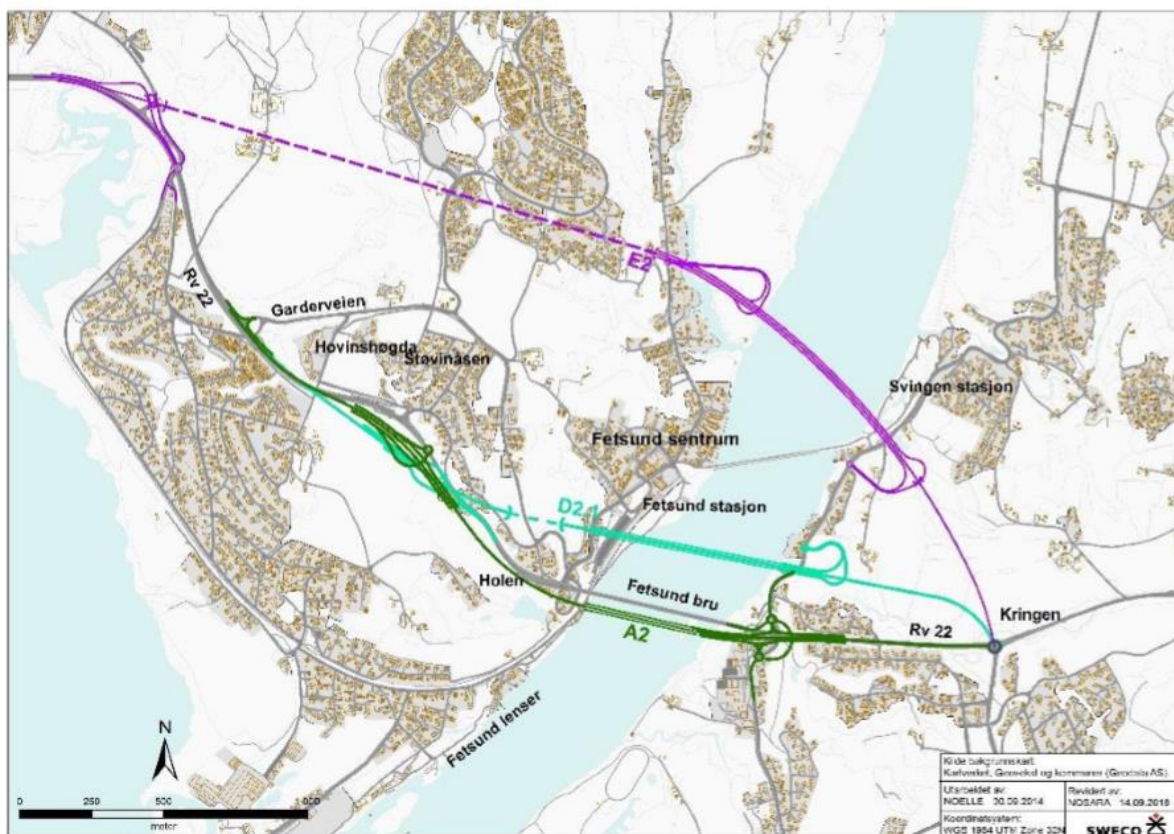 E2
Rv 22
Garderveien
Hovinshøgda
Støvinåsen
Svingen stasjon
Fetsund sentrum
Fetsund stasjon
D2.1
Holen
Fetsund bru
Kringen
Rv 22
A2
Fetsund lenser
N
0 250 500 1 000
meter
Kilde bakgrunnskart:
Kartverket, Geovekst og kommuner (Geodata AS)
Utarbeidet av:
NOELLE 30.09.2014
Revidert av:
NOSARA 14.09.2018
Koordinatsystem:
WGS 1984 UTM Zone 32N
SWECO